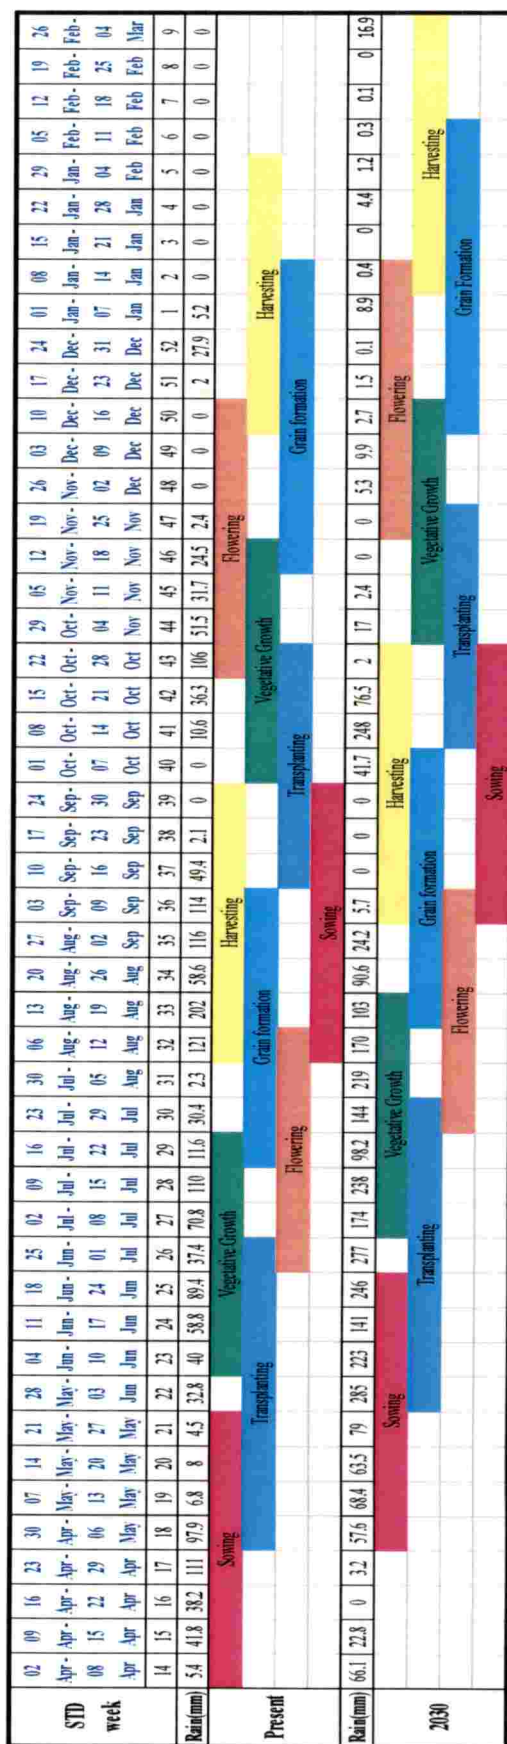 02 09 16 23 30 07 14 21 28 04 11 18 25 02 09 16 23 30 06 13 20 27 03 10 17 24 01 08 15 22 29 05 12 19 26 03 10 17 24 01 08 15 22 29 05 12 19 26
STD Apr - Apr - Apr - Apr - Apr - May - May - May - May - Jun - Jun - Jun - Jun - Jul - Jul - Jul - Jul - Jul - Aug - Aug - Aug - Aug - Sep - Sep - Sep - Sep - Oct - Oct - Oct - Oct - Oct - Nov - Nov - Nov - Nov - Dec - Dec - Dec - Dec - Jan - Jan - Jan - Jan - Jan - Feb - Feb - Feb - Feb -
week 08 15 22 29 06 13 20 27 03 10 17 24 01 08 15 22 29 05 12 19 26 02 09 16 23 30 07 14 21 28 04 11 18 25 02 09 16 23 31 07 14 21 28 04 11 18 25 04
Apr Apr Apr Apr May May May May Jun Jun Jun Jun Jul Jul Jul Jul Jul Aug Aug Aug Aug Sep Sep Sep Sep Sep Oct Oct Oct Oct Nov Nov Nov Nov Dec Dec Dec Dec Dec Jan Jan Jan Jan Feb Feb Feb Feb Mar
14 15 16 17 18 19 20 21 22 23 24 25 26 27 28 29 30 31 32 33 34 35 36 37 38 39 40 41 42 43 44 45 46 47 48 49 50 51 52 1 2 3 4 5 6 7 8 9
Rain(mm) 5.4 41.8 38.2 111 97.9 6.8 8 4.5 32.8 40 58.8 89.4 37.4 70.8 110 11.6 30.4 2.3 121 202 58.6 116 114 49.4 2.1 0 0 10.6 36.3 106 51.5 31.7 24.5 2.4 0 0 0 2 27.9 5.2 0 0 0 0 0 0 0 0
Sowing Vegetative Growth Harvesting Flowering
Present Transplanting Grain formation Vegetative Growth Harvesting
Flowering Transplanting Grain formation
Sowing
Rain(mm) 66.1 22.8 0 3.2 57.6 68.4 63.5 79 285 223 141 246 277 174 238 98.2 144 219 170 103 90.6 24.2 5.7 0 0 0 41.7 248 76.5 2 17 2.4 0 0 5.3 9.9 2.7 1.5 0.1 8.9 0.4 0 4.4 1.2 0.3 0.1 0 16.9
Sowing Vegetative Growth Harvesting Flowering
2030 Transplanting Grain formation Vegetative Growth Harvesting
Flowering Transplanting Grain Formation
Sowing